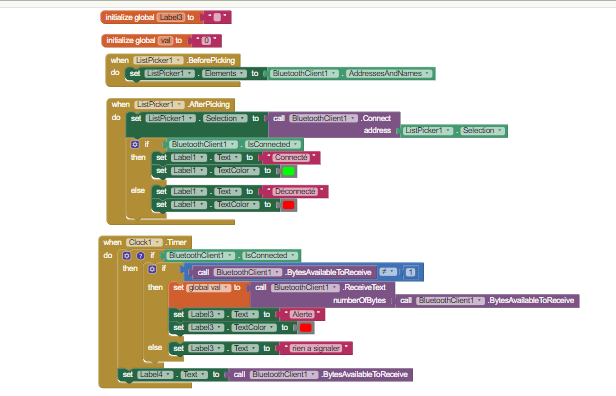 initialize global Label3 to " "
initialize global val to " 0 "
when ListPicker1 .BeforePicking
do set ListPicker1 . Elements to BluetoothClient1 . AddressesAndNames
when ListPicker1 .AfterPicking
do set ListPicker1 . Selection to call BluetoothClient1 .Connect
address ListPicker1 . Selection
if BluetoothClient1 . IsConnected
then set Label1 . Text to " Connecté "
set Label1 . TextColor to
else set Label1 . Text to " Déconnecté "
set Label1 . TextColor to
when Clock1 .Timer
do ? if BluetoothClient1 . IsConnected
then if call BluetoothClient1 .BytesAvailableToReceive ≠ 1
then set global val to call BluetoothClient1 .ReceiveText
numberOfBytes call BluetoothClient1 .BytesAvailableToReceive
set Label3 . Text to " Alerte "
set Label3 . TextColor to
else set Label3 . Text to " rien a signaler "
set Label4 . Text to call BluetoothClient1 .BytesAvailableToReceive